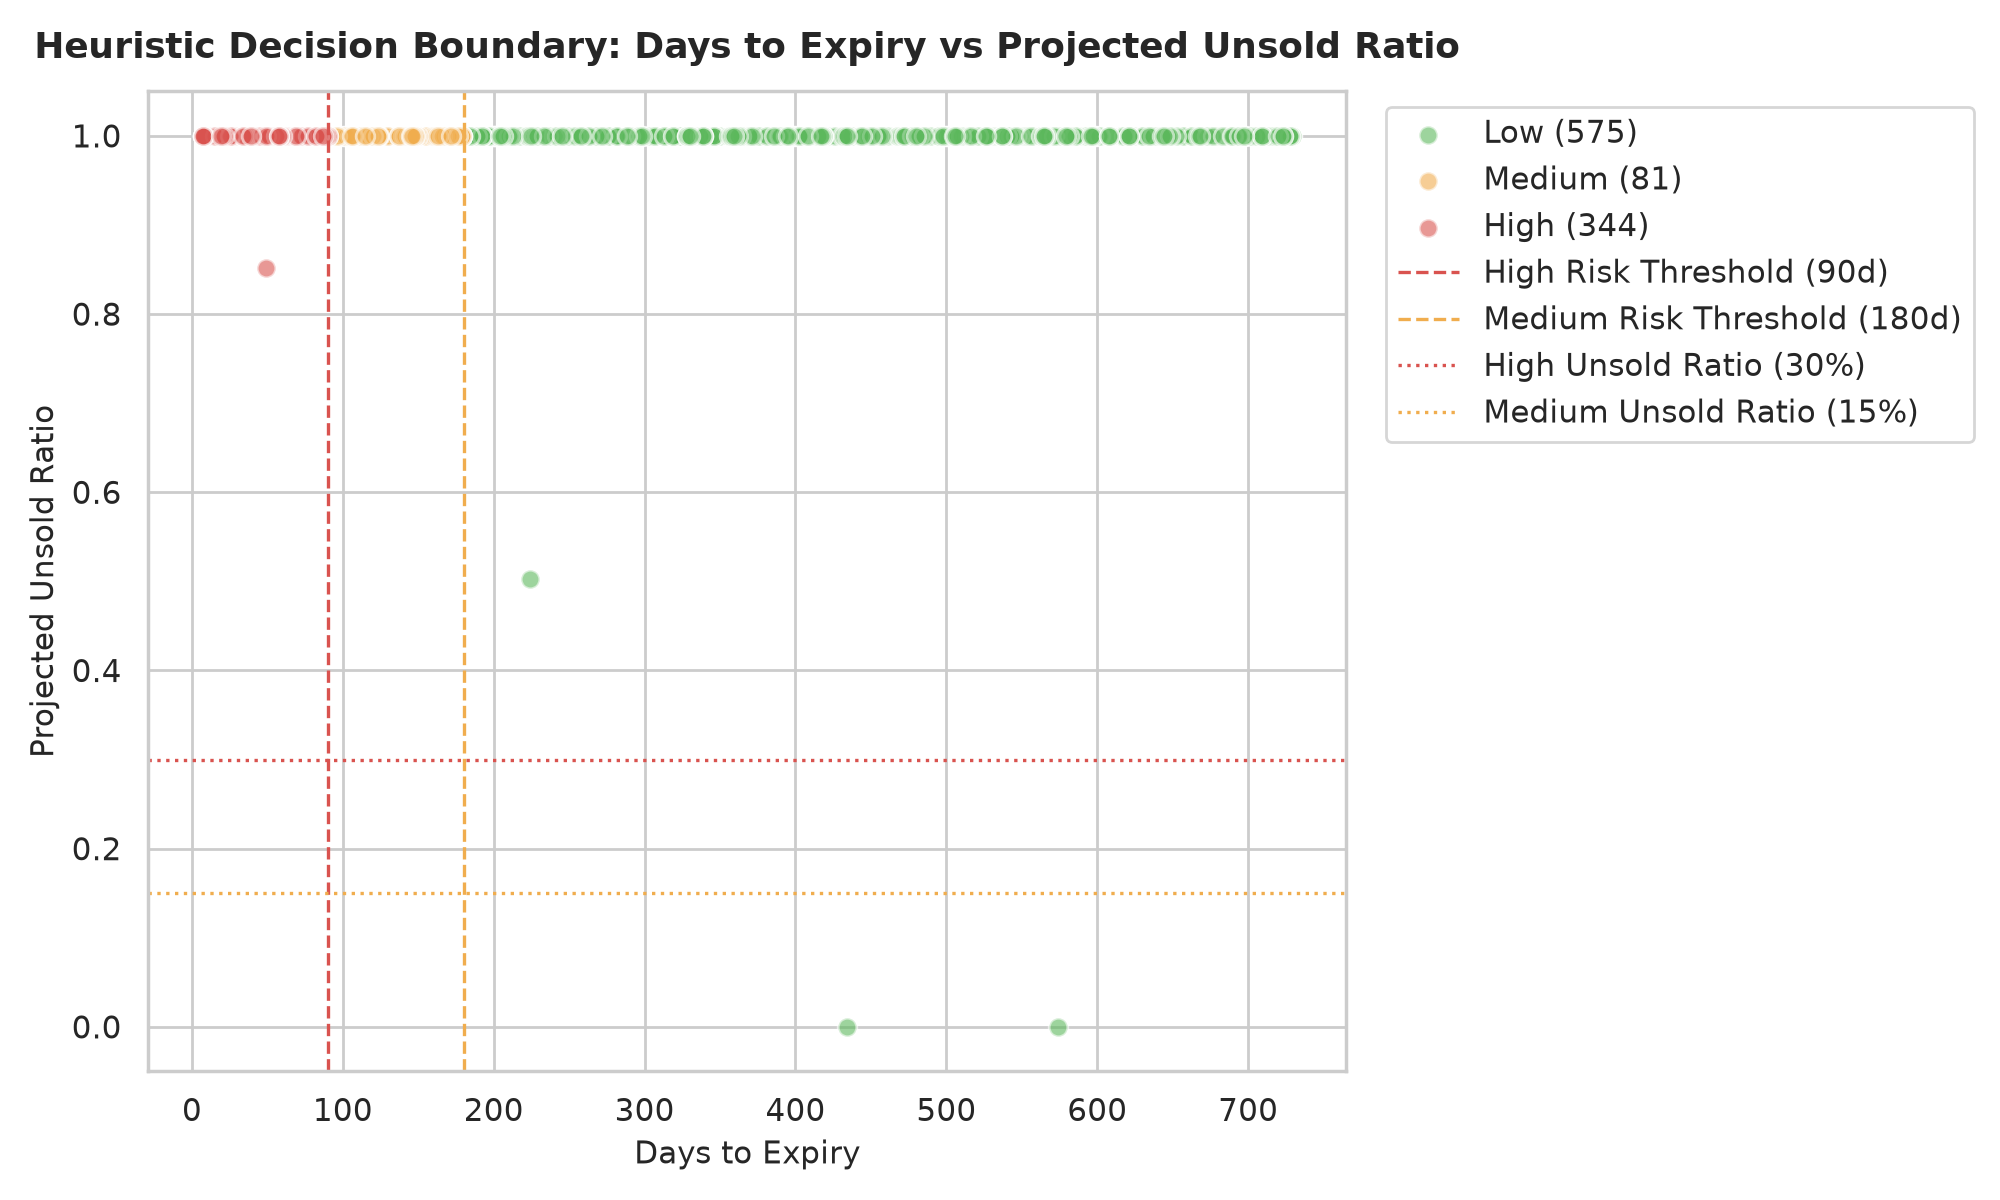 Heuristic Decision Boundary: Days to Expiry vs Projected Unsold Ratio
Projected Unsold Ratio
1.0
0.8
0.6
0.4
0.2
0.0
0 100 200 300 400 500 600 700
Days to Expiry
Low (575)
Medium (81)
High (344)
High Risk Threshold (90d)
Medium Risk Threshold (180d)
High Unsold Ratio (30%)
Medium Unsold Ratio (15%)